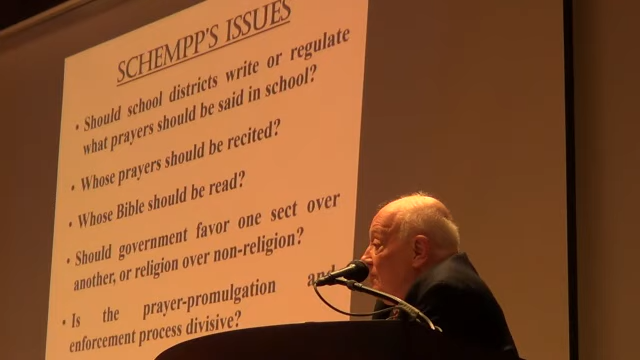 SCHEMPP'S ISSUES
• Should school districts write or regulate
what prayers should be said in school?
• Whose prayers should be recited?
• Whose Bible should be read?
• Should government favor one sect over
another, or religion over non-religion?
• Is the prayer-promulgation and
enforcement process divisive?